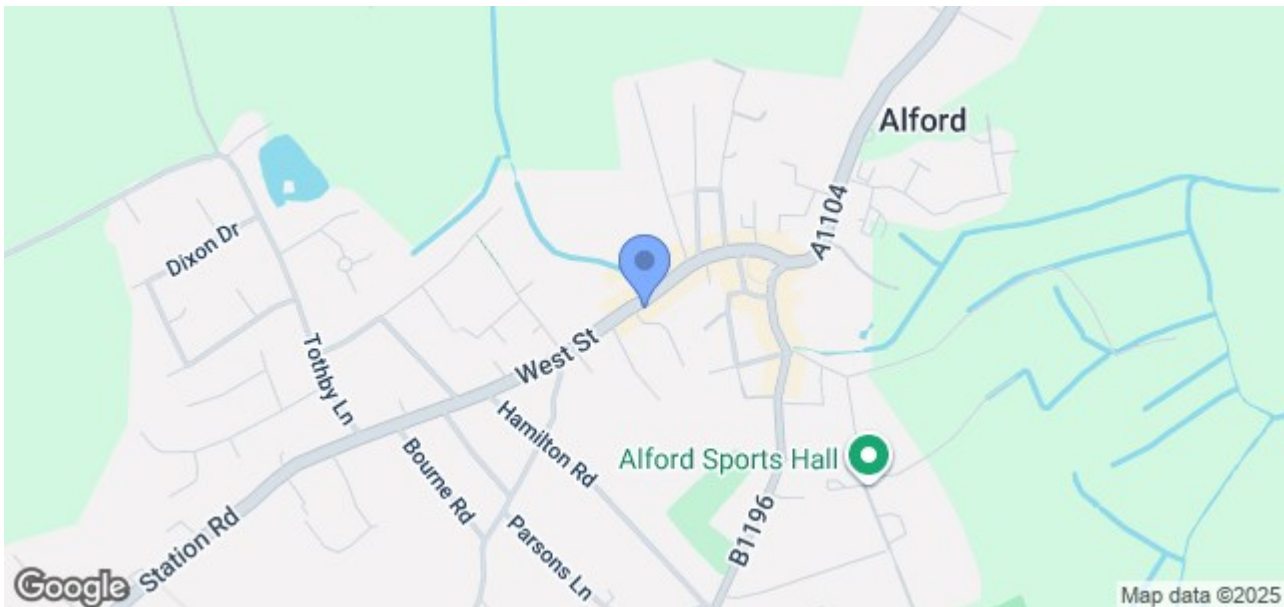 Alford
A1104
Dixon Dr
West St
Tothby Ln
Hamilton Rd
Alford Sports Hall
Bourne Rd
B1196
Parsons Ln
Station Rd
Google
Map data ©2025